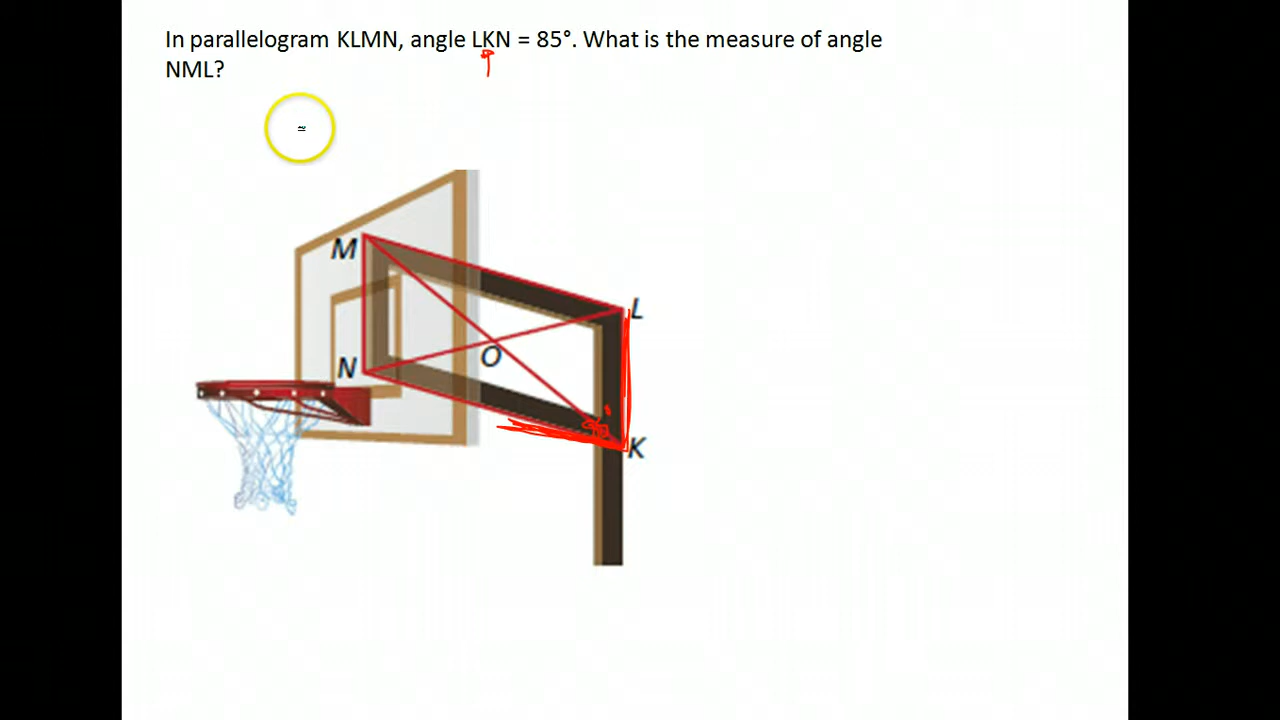 In parallelogram KLMN, angle LKN = 85°. What is the measure of angle
NML?
M
L
N
O
K